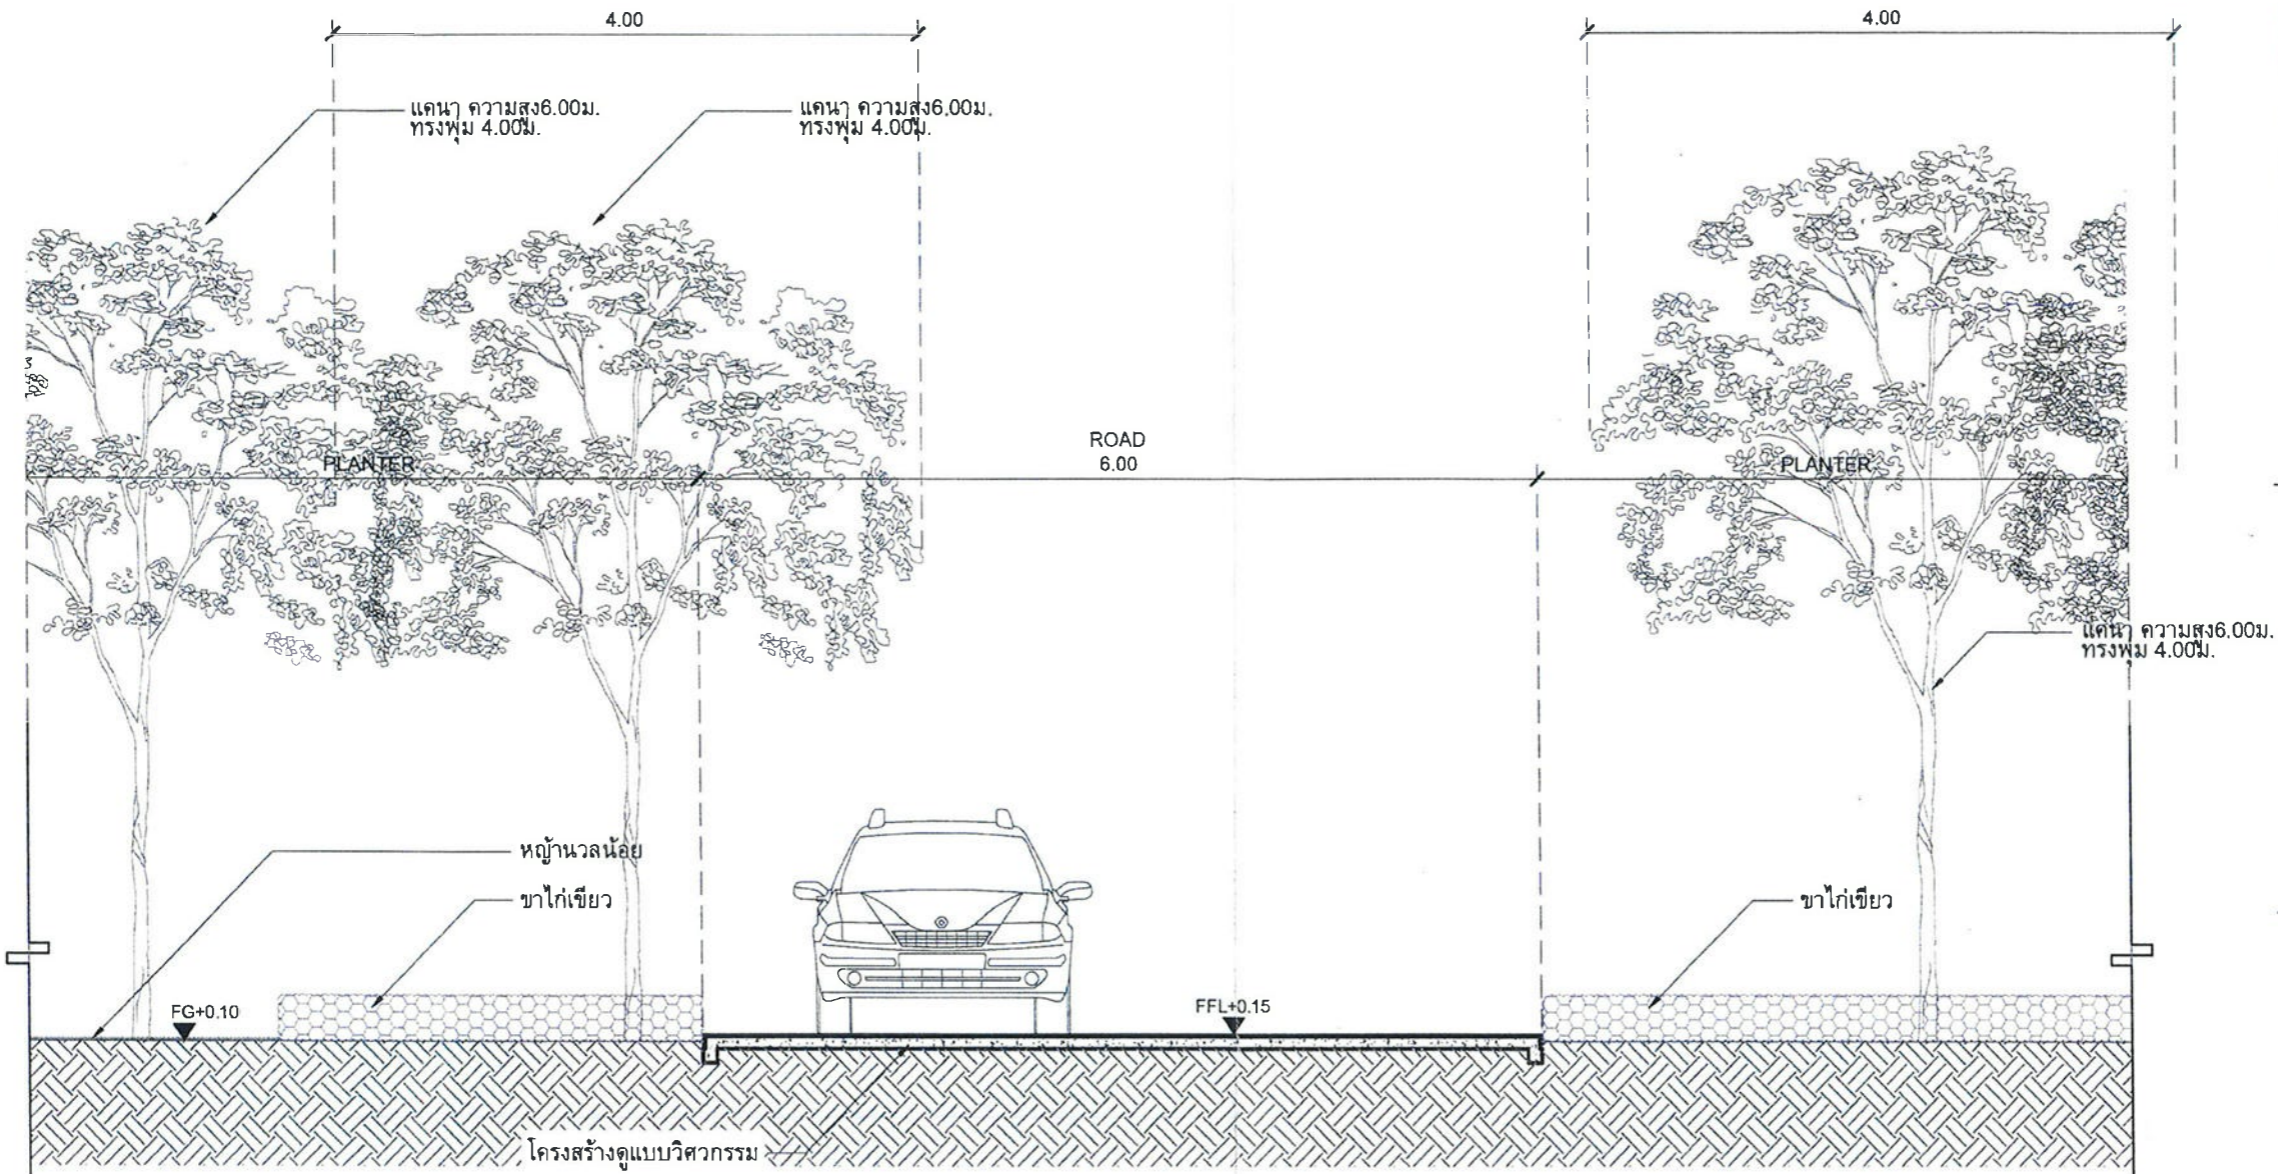 4.00
4.00
แคนา ความสูง6.00ม.
ทรงพุ่ม 4.00ม.
แคนา ความสูง6.00ม.
ทรงพุ่ม 4.00ม.
ROAD
6.00
PLANTER
PLANTER
แคนา ความสูง6.00ม.
ทรงพุ่ม 4.00ม.
หญ้านวลน้อย
ขาไก่เขียว
ขาไก่เขียว
FG+0.10
FFL+0.15
โครงสร้างดูแบบวิศวกรรม